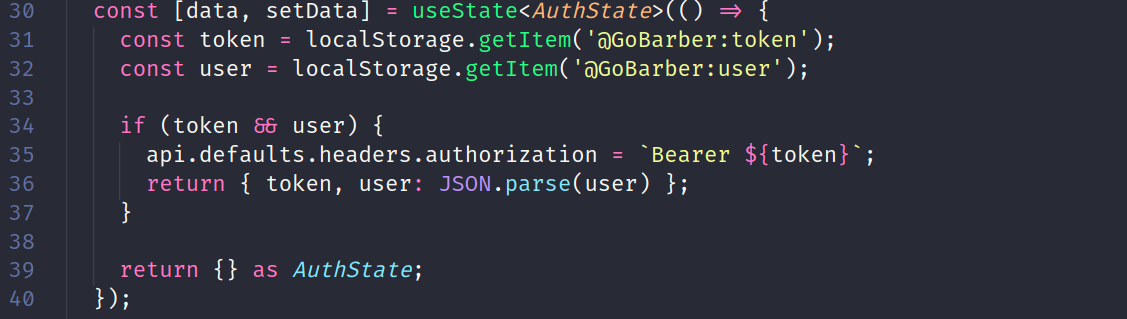 30 const [data, setData] = useState<AuthState>(() => {
31 const token = localStorage.getItem('@GoBarber:token');
32 const user = localStorage.getItem('@GoBarber:user');
33
34 if (token && user) {
35 api.defaults.headers.authorization = `Bearer ${token}`;
36 return { token, user: JSON.parse(user) };
37 }
38
39 return {} as AuthState;
40 });